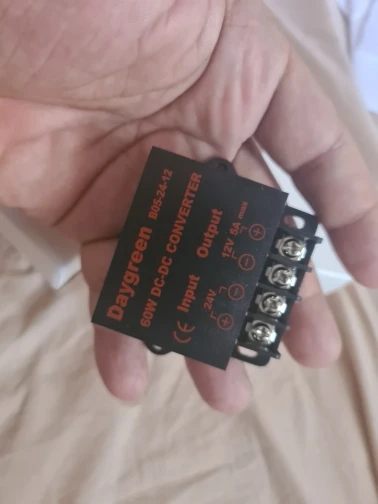 Daygreen B05-24-12
60W DC-DC CONVERTER
CE Input Output
24V 12V 5A max
+ - - +